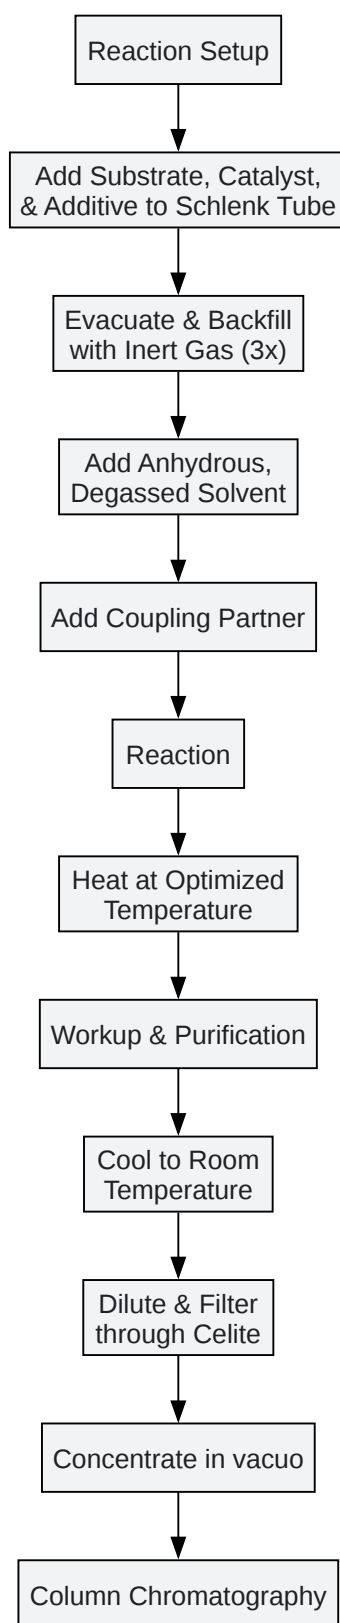 Reaction Setup
Add Substrate, Catalyst,
& Additive to Schlenk Tube
Evacuate & Backfill
with Inert Gas (3x)
Add Anhydrous,
Degassed Solvent
Add Coupling Partner
Reaction
Heat at Optimized
Temperature
Workup & Purification
Cool to Room
Temperature
Dilute & Filter
through Celite
Concentrate in vacuo
Column Chromatography